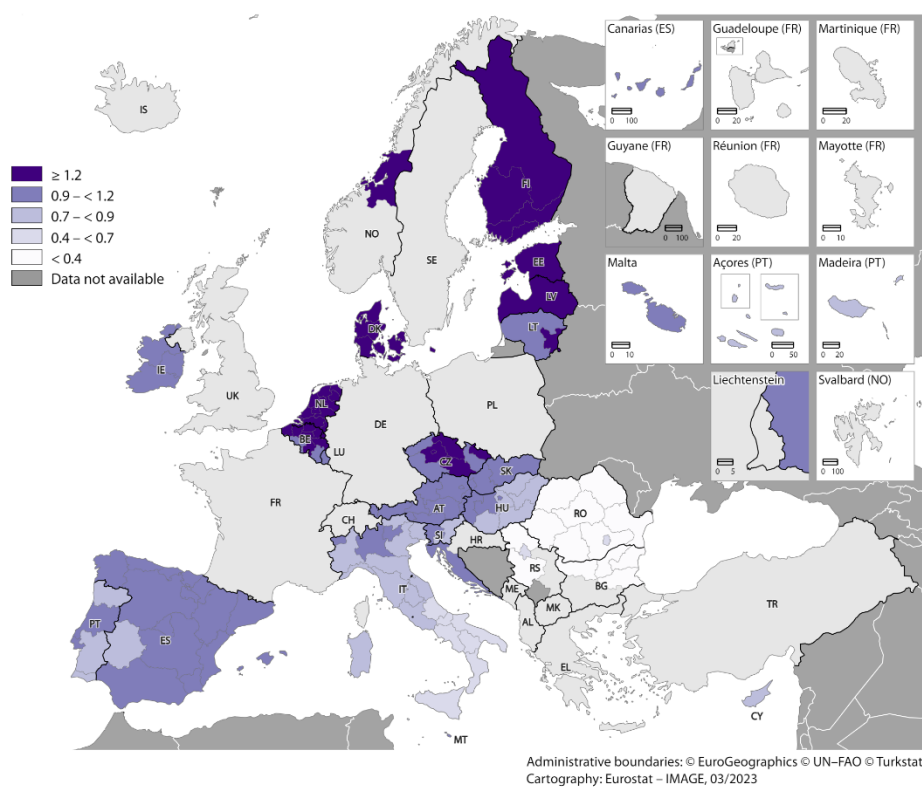 Canarias (ES)
0 100
Guadeloupe (FR)
0 20
Martinique (FR)
0 20
Guyane (FR)
0 100
Réunion (FR)
0 20
Mayotte (FR)
0 10
Malta
0 10
Açores (PT)
0 50
Madeira (PT)
0 20
Liechtenstein
0 5
Svalbard (NO)
0 100
≥ 1.2
0.9 – < 1.2
0.7 – < 0.9
0.4 – < 0.7
< 0.4
Data not available
IS
FI
NO
SE
EE
LV
DK
LT
IE
UK
NL
PL
DE
BE
LU
CZ
SK
FR
AT
HU
CH
SI
RO
HR
RS
IT
ME
BG
MK
PT
ES
AL
TR
EL
CY
MT
Administrative boundaries: © EuroGeographics © UN–FAO © Turkstat
Cartography: Eurostat – IMAGE, 03/2023